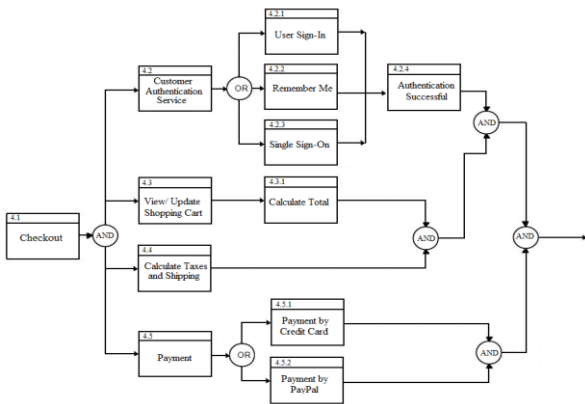 4.2.1
User Sign-In
4.2
Customer
Authentication
Service
OR
4.2.2
Remember Me
4.2.4
Authentication
Successful
AND
4.2.3
Single Sign-On
4.3
View/ Update
Shopping Cart
4.3.1
Calculate Total
4.1
Checkout
AND
AND
AND
4.4
Calculate Taxes
and Shipping
4.5.1
Payment by
Credit Card
4.5
Payment
OR
AND
4.5.2
Payment by
PayPal